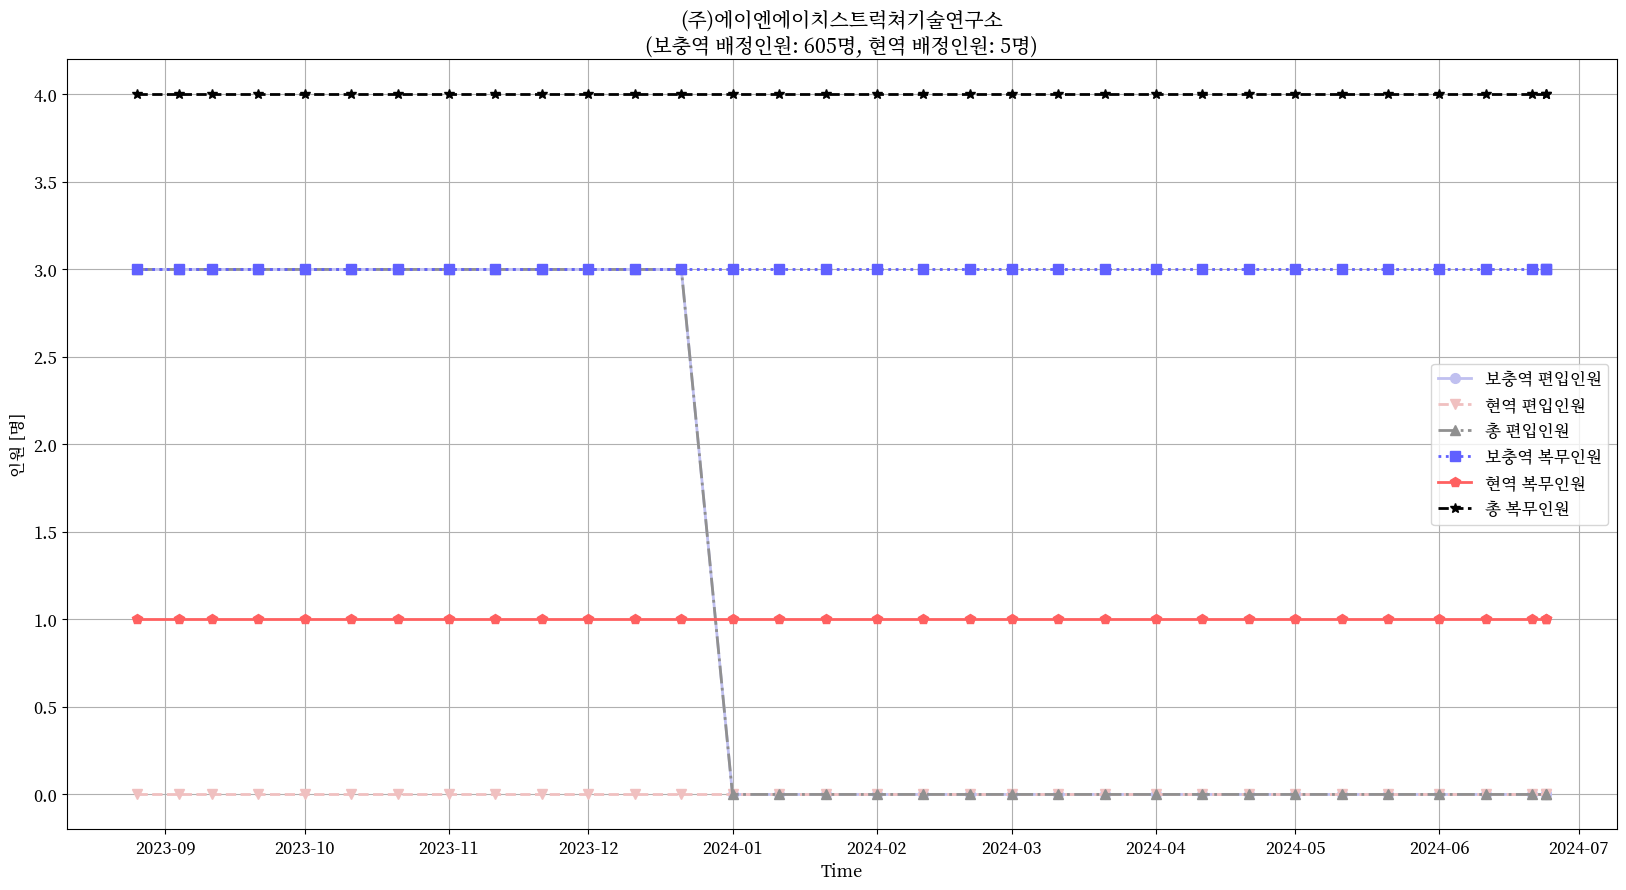 (주)에이엔에이치스트럭쳐기술연구소
(보충역 배정인원: 605명, 현역 배정인원: 5명)
4.0
3.5
3.0
2.5
2.0
1.5
1.0
0.5
0.0
인원 [명]
보충역 편입인원
현역 편입인원
총 편입인원
보충역 복무인원
현역 복무인원
총 복무인원
2023-09 2023-10 2023-11 2023-12 2024-01 2024-02 2024-03 2024-04 2024-05 2024-06 2024-07
Time